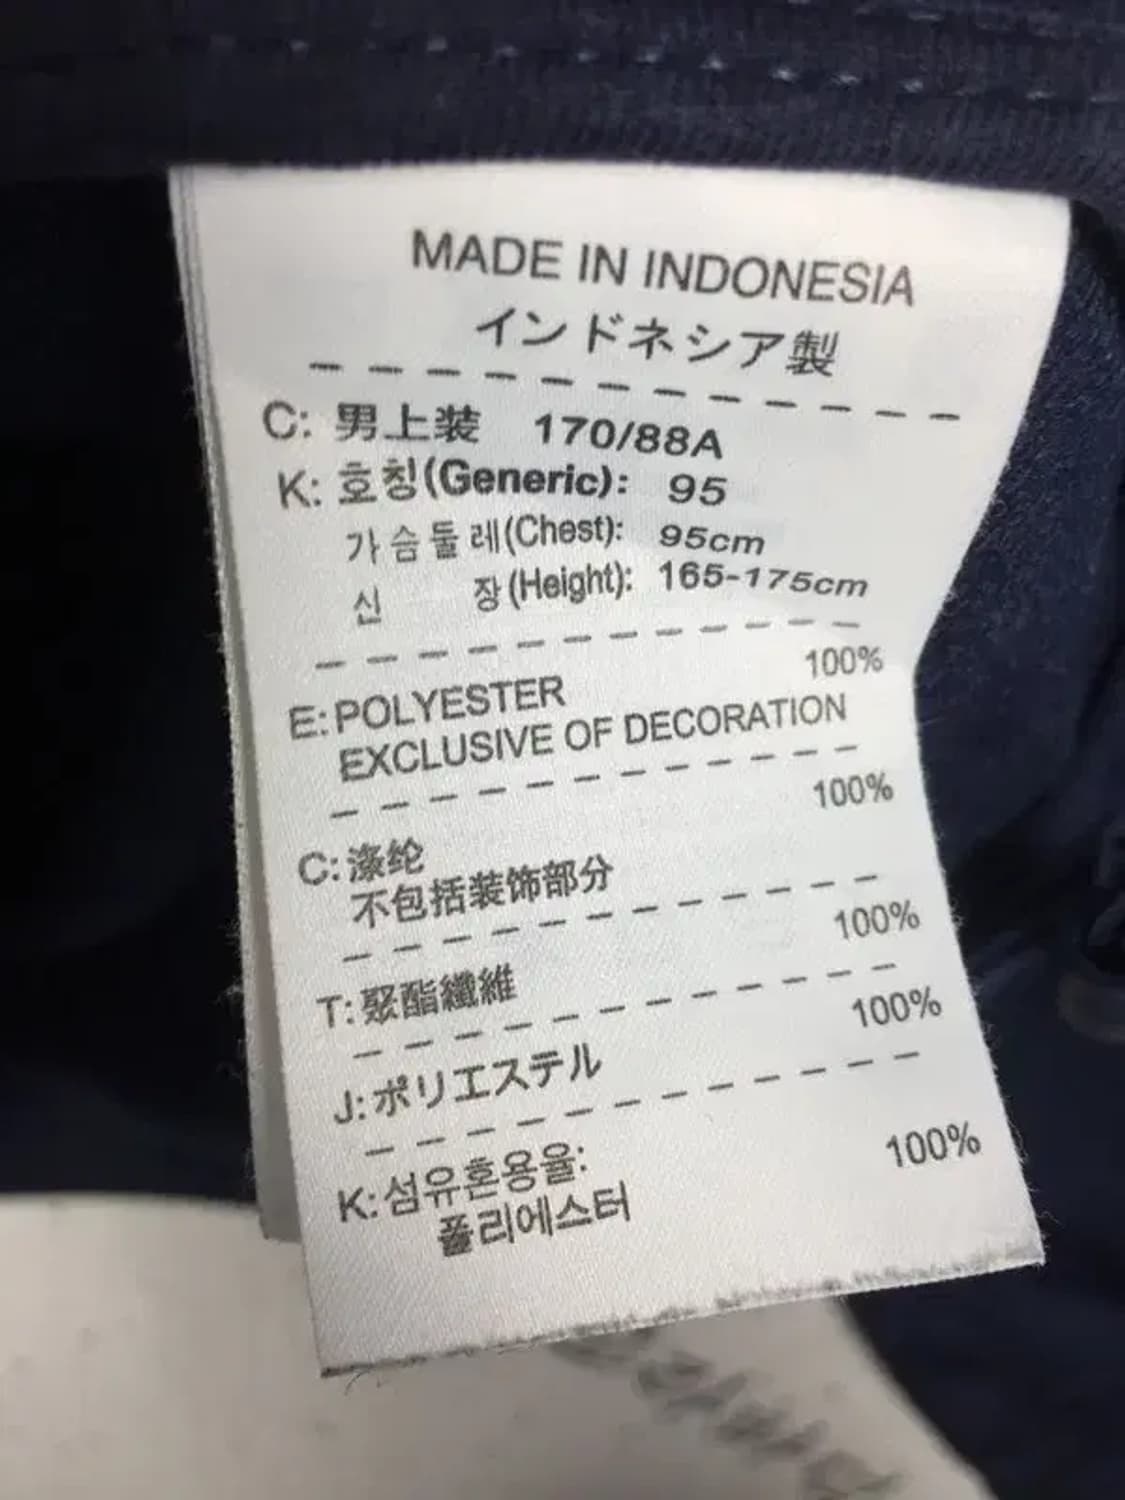 MADE IN INDONESIA
インドネシア製
C: 男上装 170/88A
K: 호칭(Generic): 95
가슴둘레(Chest): 95cm
신 장(Height): 165-175cm
E: POLYESTER 100%
EXCLUSIVE OF DECORATION
C: 涤纶 100%
不包括装饰部分
T: 聚酯纖維 100%
J: ポリエステル 100%
K: 섬유혼용율: 100%
폴리에스터